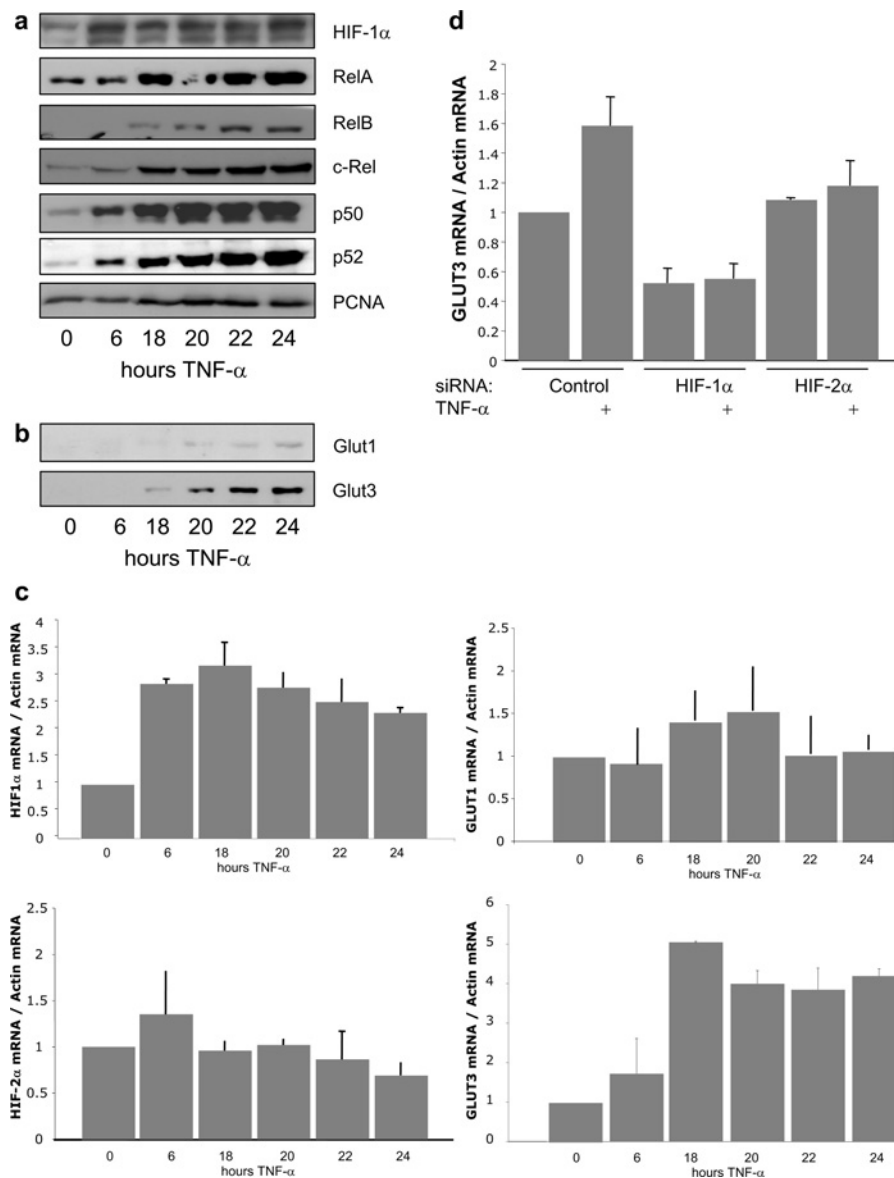 a
HIF-1α
RelA
RelB
c-Rel
p50
p52
PCNA
0 6 18 20 22 24
hours TNF-α
b
Glut1
Glut3
0 6 18 20 22 24
hours TNF-α
d
GLUT3 mRNA / Actin mRNA
2
1.8
1.6
1.4
1.2
1
0.8
0.6
0.4
0.2
0
siRNA: Control HIF-1α HIF-2α
TNF-α + + +
c
HIF1α mRNA / Actin mRNA
4
3.5
3
2.5
2
1.5
1
0.5
0
0 6 18 20 22 24
hours TNF-α
GLUT1 mRNA / Actin mRNA
2.5
2
1.5
1
0.5
0
0 6 18 20 22 24
hours TNF-α
HIF-2α mRNA / Actin mRNA
2.5
2
1.5
1
0.5
0
0 6 18 20 22 24
hours TNF-α
GLUT3 mRNA / Actin mRNA
6
5
4
3
2
1
0
0 6 18 20 22 24
hours TNF-α